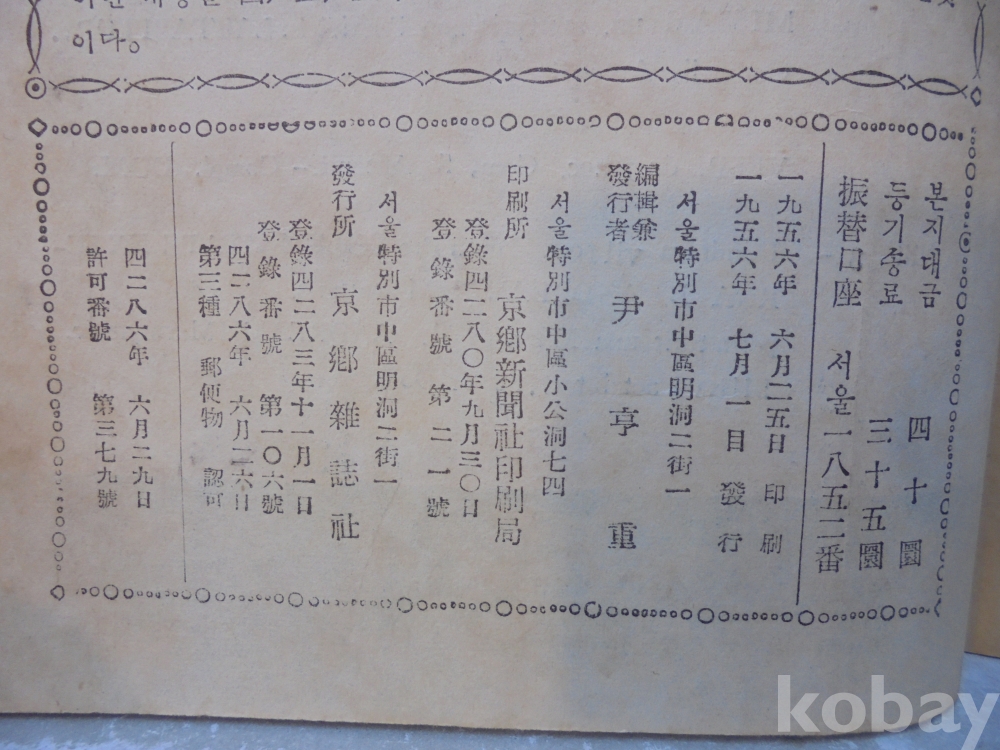 이다。
본지대금 四十圜
등기종료 三十五圜
振替口座 서울一八五二番
一九五六年 六月二五日 印刷
一九五六年 七月一日 發行
서울特別市中區明洞二街一
編輯兼
發行者 尹亨重
서울特別市中區小公洞七四
印刷所 京鄕新聞社印刷局
登錄四二八○年九月三○日
登錄番號 第二一號
서울特別市中區明洞二街一
發行所 京鄕雜誌社
登錄四二八三年十一月一日
登錄番號 第一○六號
四二八六年 六月二六日
第三種 郵便物 認可
四二八六年 六月二九日
許可番號 第三七九號
kobay